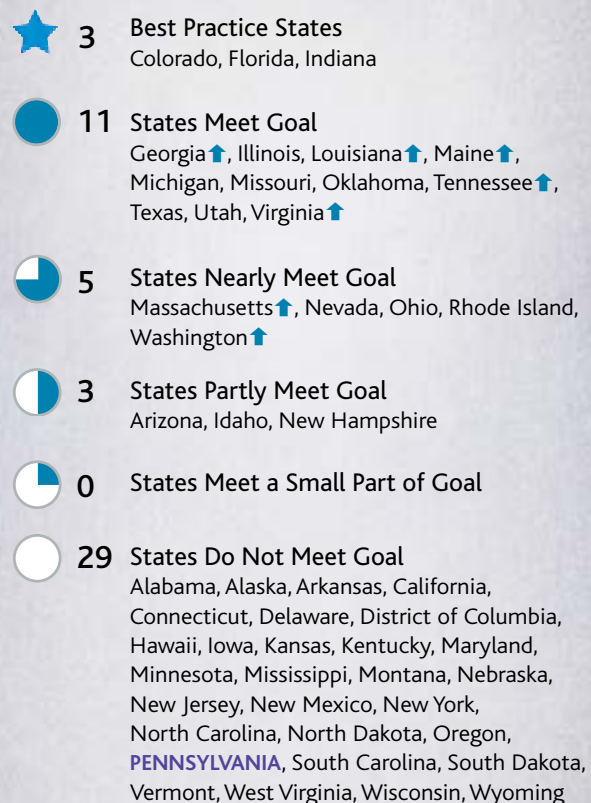 3 Best Practice States
Colorado, Florida, Indiana
11 States Meet Goal
Georgia⬆, Illinois, Louisiana⬆, Maine⬆,
Michigan, Missouri, Oklahoma, Tennessee⬆,
Texas, Utah, Virginia⬆
5 States Nearly Meet Goal
Massachusetts⬆, Nevada, Ohio, Rhode Island,
Washington⬆
3 States Partly Meet Goal
Arizona, Idaho, New Hampshire
0 States Meet a Small Part of Goal
29 States Do Not Meet Goal
Alabama, Alaska, Arkansas, California,
Connecticut, Delaware, District of Columbia,
Hawaii, Iowa, Kansas, Kentucky, Maryland,
Minnesota, Mississippi, Montana, Nebraska,
New Jersey, New Mexico, New York,
North Carolina, North Dakota, Oregon,
PENNSYLVANIA, South Carolina, South Dakota,
Vermont, West Virginia, Wisconsin, Wyoming